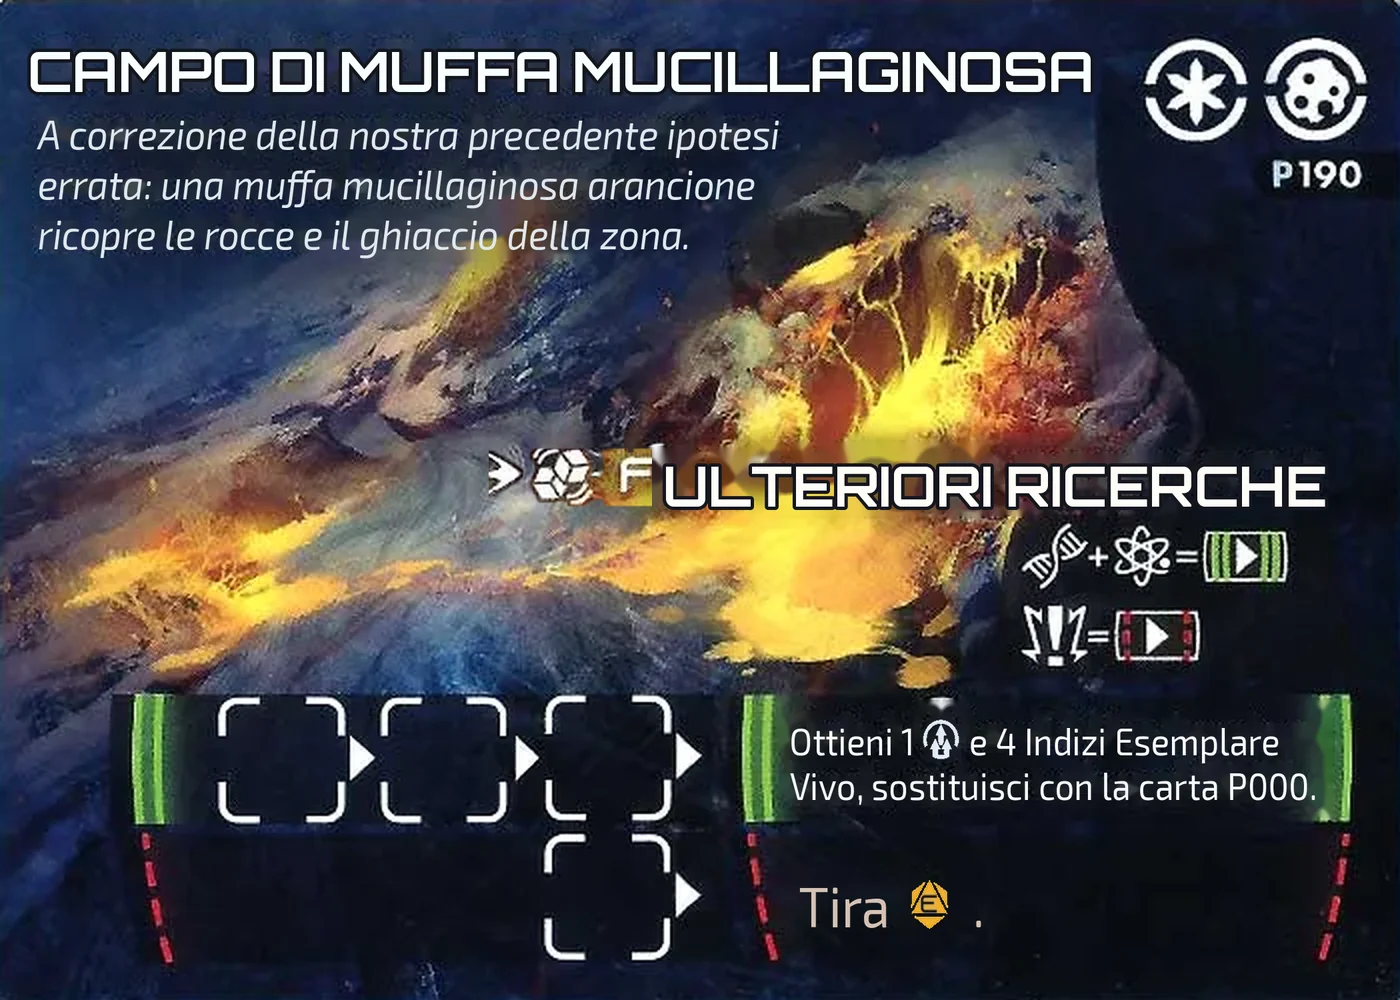 CAMPO DI MUFFA MUCILLAGINOSA
A correzione della nostra precedente ipotesi
errata: una muffa mucillaginosa arancione
ricopre le rocce e il ghiaccio della zona.
P190
F ULTERIORI RICERCHE
+ =
! =
Ottieni 1 e 4 Indizi Esemplare
Vivo, sostituisci con la carta P000.
Tira E .